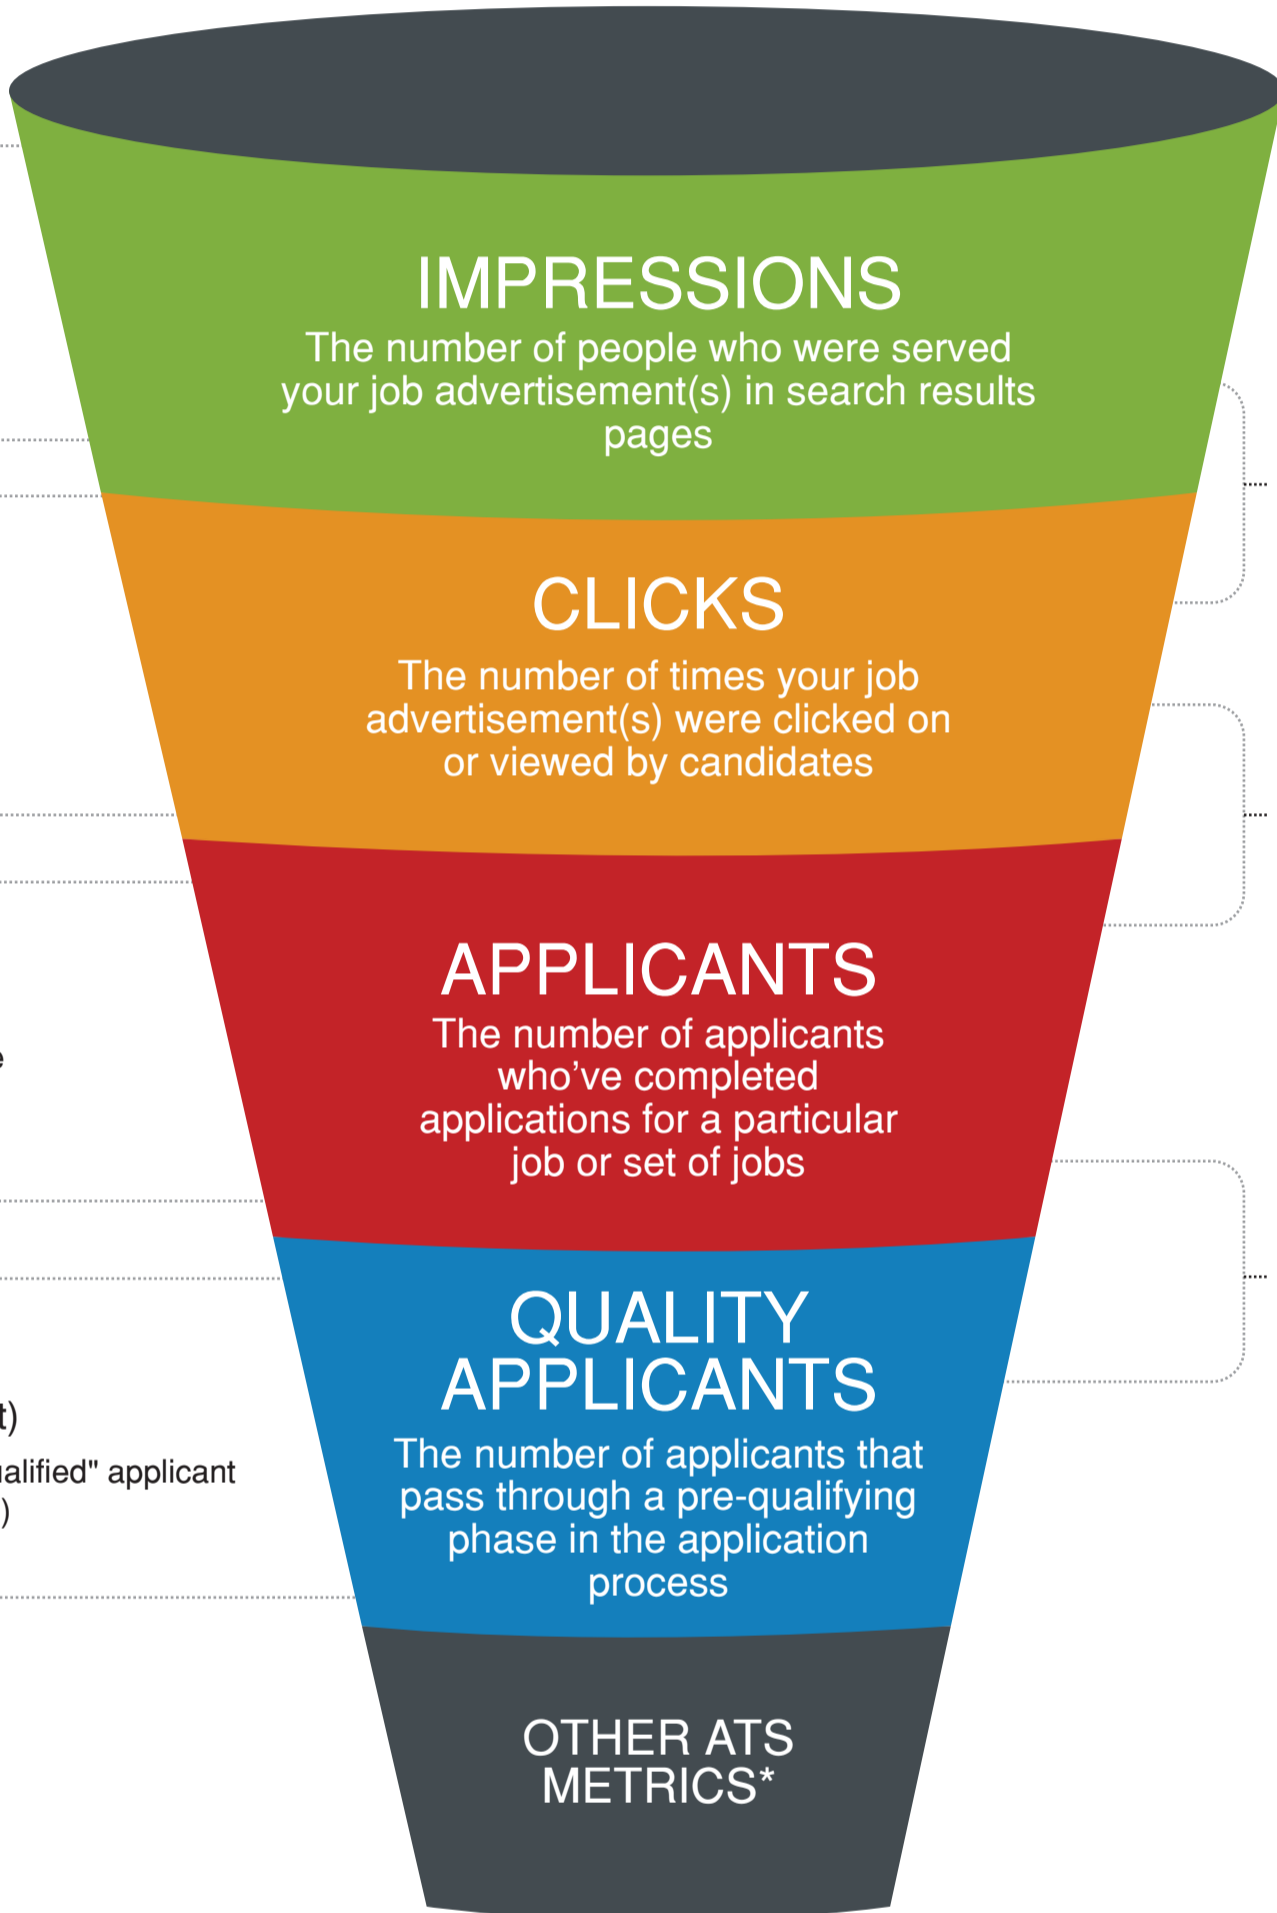 IMPRESSIONS
The number of people who were served
your job advertisement(s) in search results
pages
CLICKS
The number of times your job
advertisement(s) were clicked on
or viewed by candidates
APPLICANTS
The number of applicants
who've completed
applications for a particular
job or set of jobs
QUALITY
APPLICANTS
The number of applicants that
pass through a pre-qualifying
phase in the application
process
applicant
OTHER ATS
METRICS*